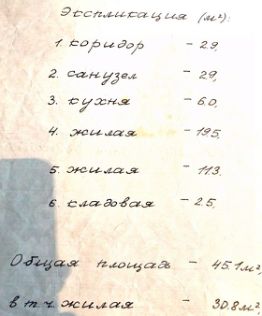 Экспликация (м²):
1. коридор - 2.9.
2. санузел - 2.9.
3. кухня - 6.0.
4. жилая - 19.5.
5. жилая - 11.3.
6. кладовая - 2.5.
Общая площадь - 45.1 м²,
в т.ч. жилая - 30.8 м²,